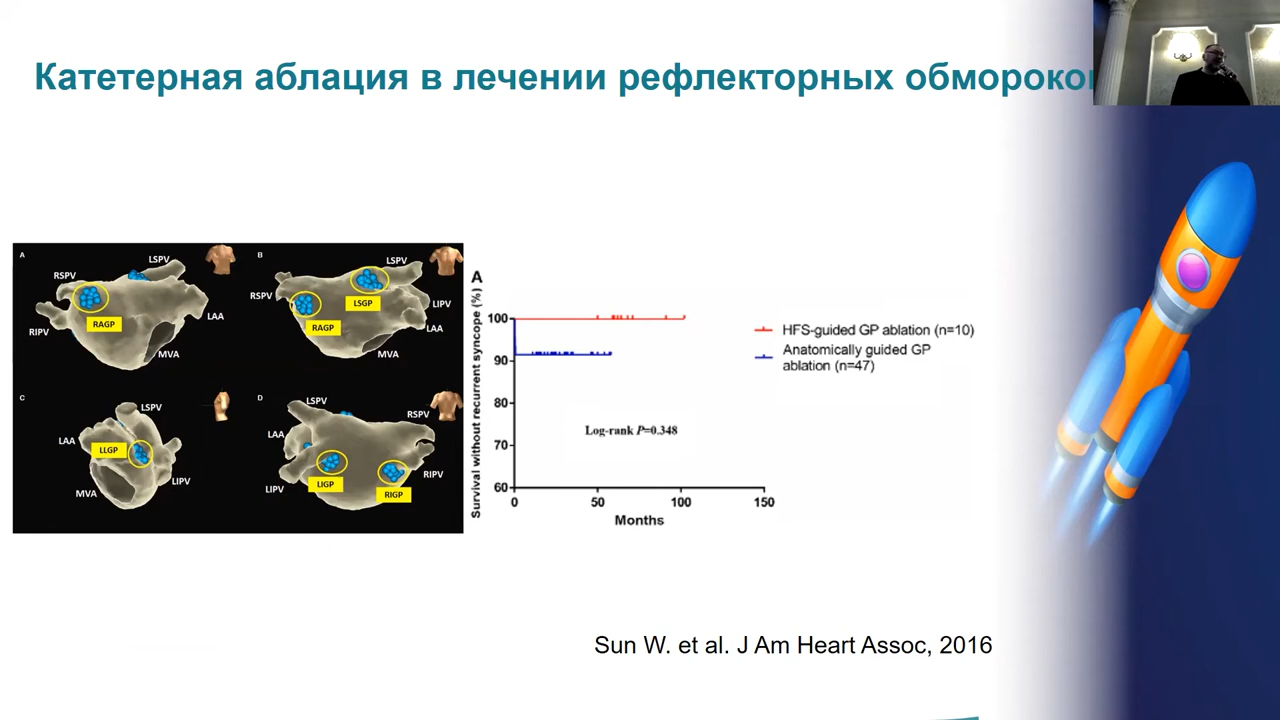 Катетерная аблация в лечении рефлекторных
A
LSPV
RSPV
RAGP
RIPV
LAA
MVA
B
LSPV
RSPV
LSGP
LIPV
RAGP
LAA
MVA
C
LSPV
LAA
LLGP
LIPV
MVA
D
LSPV
RSPV
LAA
RIPV
LIPV
LIGP
RIGP
A
Survival without recurrent syncope (%)
100
90
80
70
60
0 50 100 150
Months
Log-rank P=0.348
HFS-guided GP ablation (n=10)
Anatomically guided GP
ablation (n=47)
Sun W. et al. J Am Heart Assoc, 2016